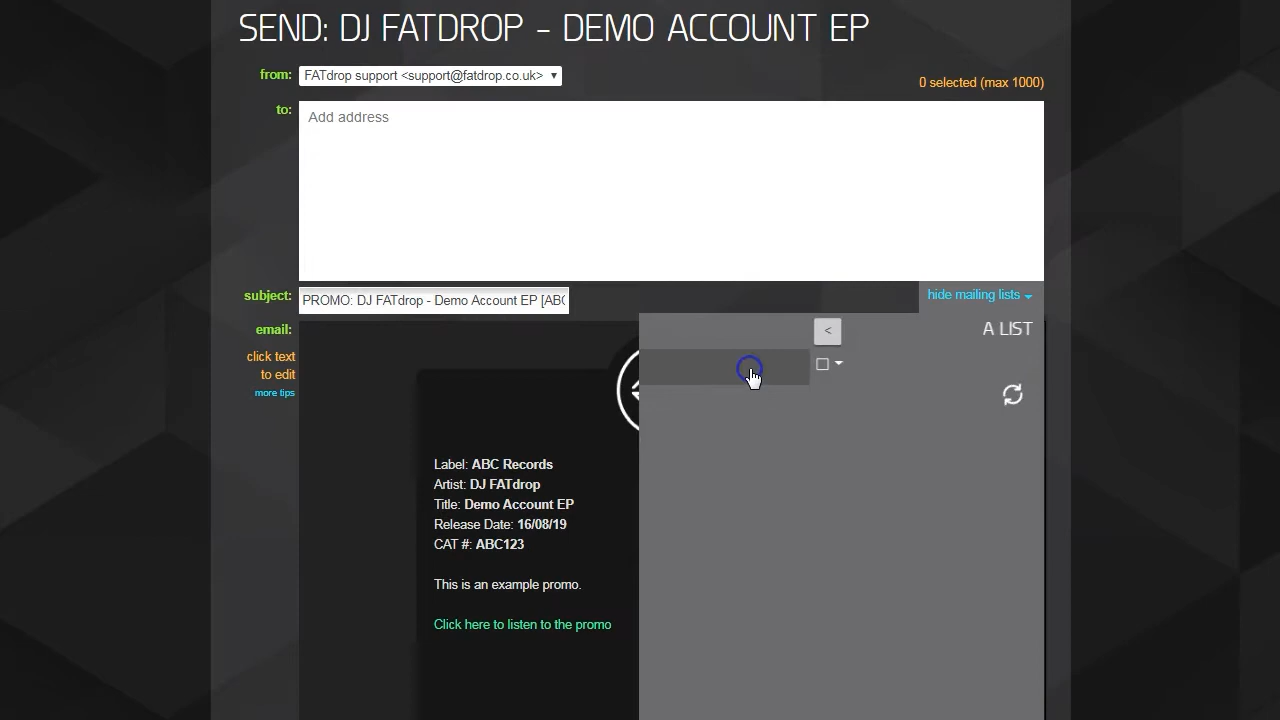 SEND: DJ FATDROP - DEMO ACCOUNT EP
from: FATdrop support <support@fatdrop.co.uk>
0 selected (max 1000)
to: Add address
subject: PROMO: DJ FATdrop - Demo Account EP [ABC
hide mailing lists
email:
< A LIST
click text
to edit
more tips
Label: ABC Records
Artist: DJ FATdrop
Title: Demo Account EP
Release Date: 16/08/19
CAT #: ABC123
This is an example promo.
Click here to listen to the promo